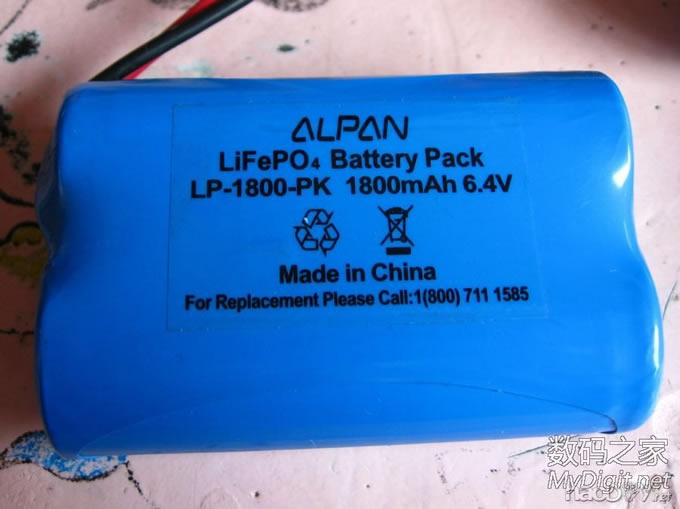 ALPAN
LiFePO₄ Battery Pack
LP-1800-PK 1800mAh 6.4V
Made in China
For Replacement Please Call:1(800) 711 1585
数码之家
MyDigit.net